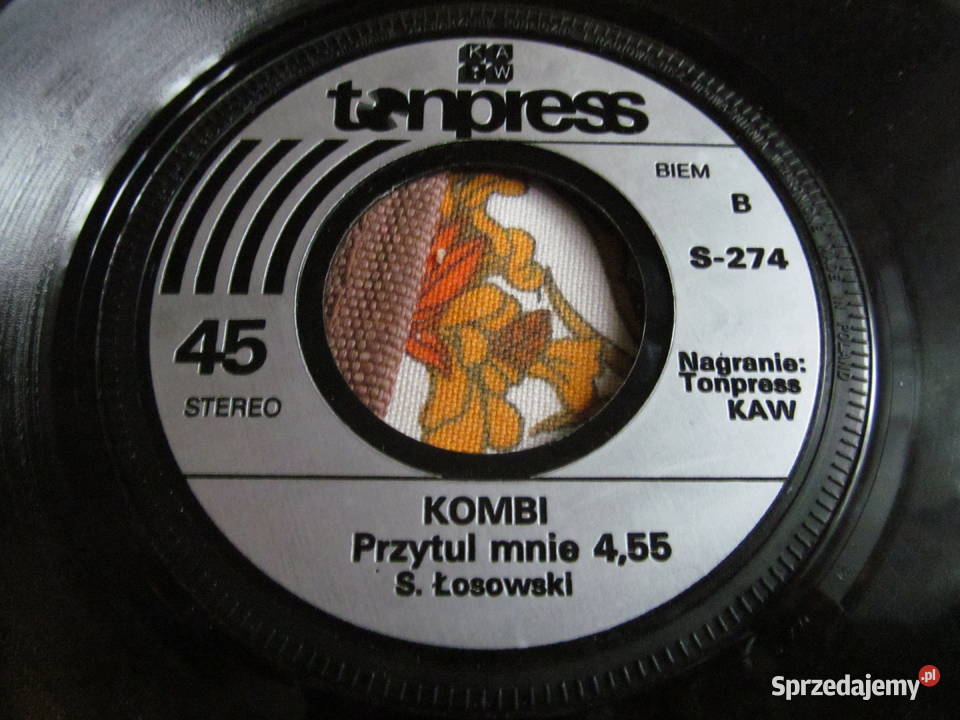 KAW
tonpress
BIEM
B
S-274
45
STEREO
Nagranie:
Tonpress
KAW
KOMBI
Przytul mnie 4,55
S. Łosowski
Sprzedajemy.pl